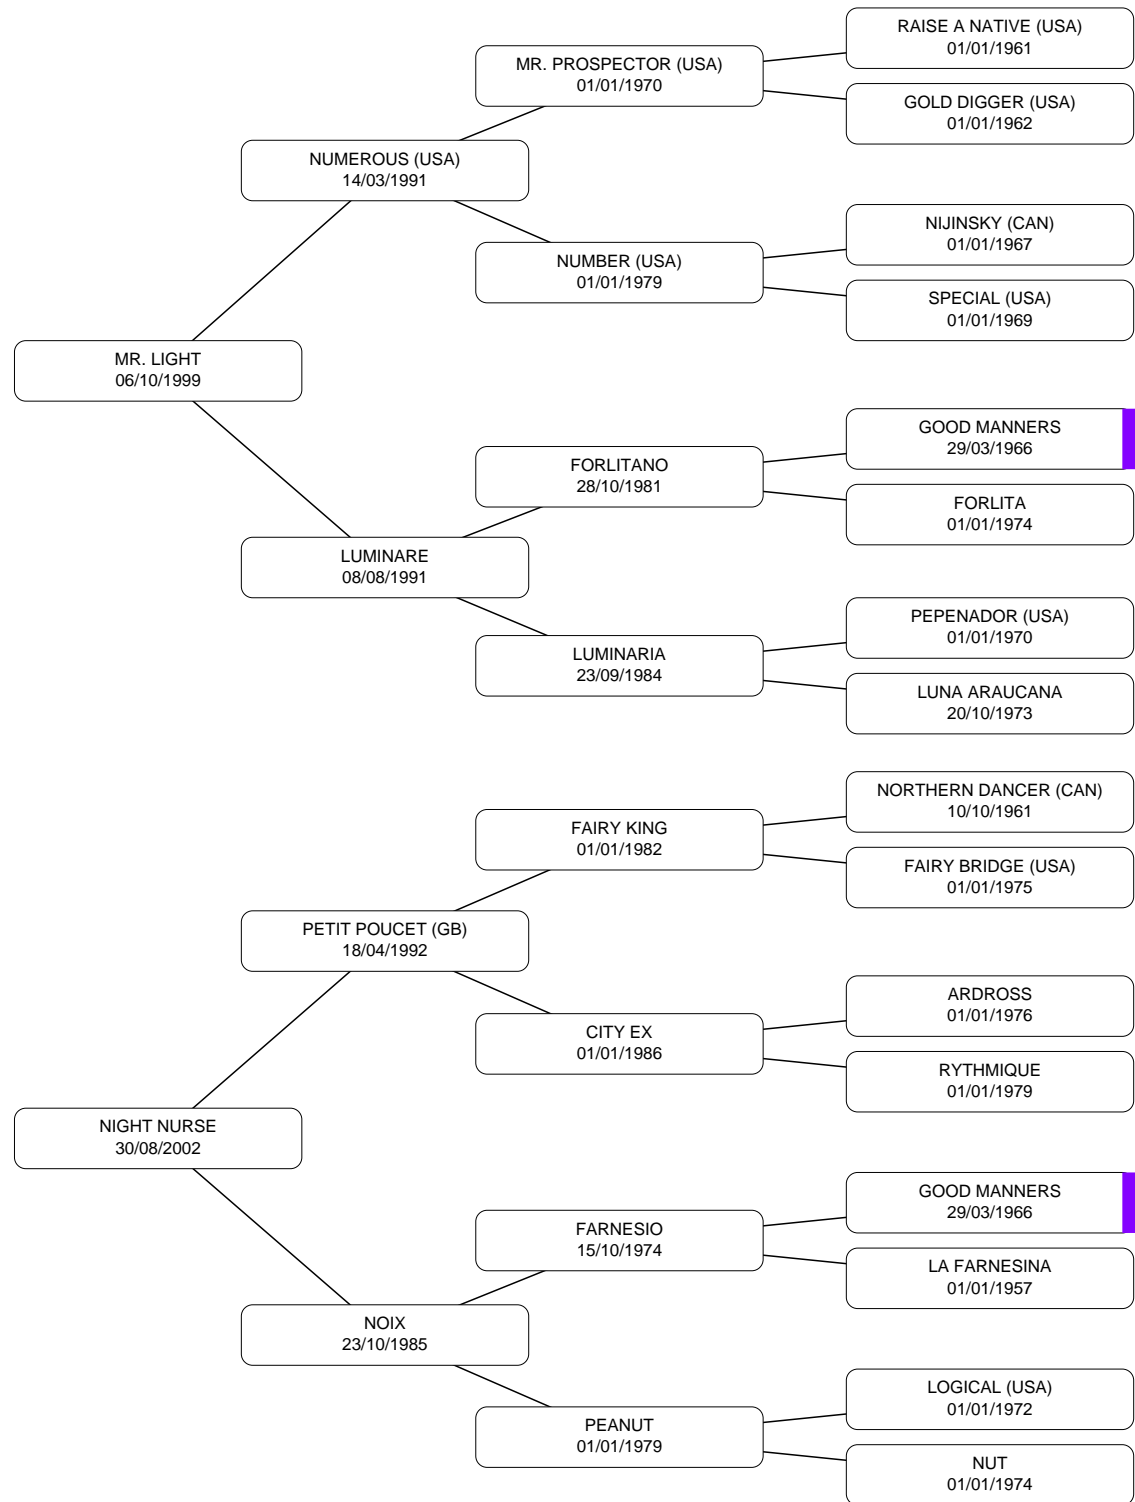 RAISE A NATIVE (USA)
01/01/1961
MR. PROSPECTOR (USA)
01/01/1970
GOLD DIGGER (USA)
01/01/1962
NUMEROUS (USA)
14/03/1991
NIJINSKY (CAN)
01/01/1967
NUMBER (USA)
01/01/1979
SPECIAL (USA)
01/01/1969
MR. LIGHT
06/10/1999
GOOD MANNERS
29/03/1966
FORLITANO
28/10/1981
FORLITA
01/01/1974
LUMINARE
08/08/1991
PEPENADOR (USA)
01/01/1970
LUMINARIA
23/09/1984
LUNA ARAUCANA
20/10/1973
NORTHERN DANCER (CAN)
10/10/1961
FAIRY KING
01/01/1982
FAIRY BRIDGE (USA)
01/01/1975
PETIT POUCET (GB)
18/04/1992
ARDROSS
01/01/1976
CITY EX
01/01/1986
RYTHMIQUE
01/01/1979
NIGHT NURSE
30/08/2002
GOOD MANNERS
29/03/1966
FARNESIO
15/10/1974
LA FARNESINA
01/01/1957
NOIX
23/10/1985
LOGICAL (USA)
01/01/1972
PEANUT
01/01/1979
NUT
01/01/1974